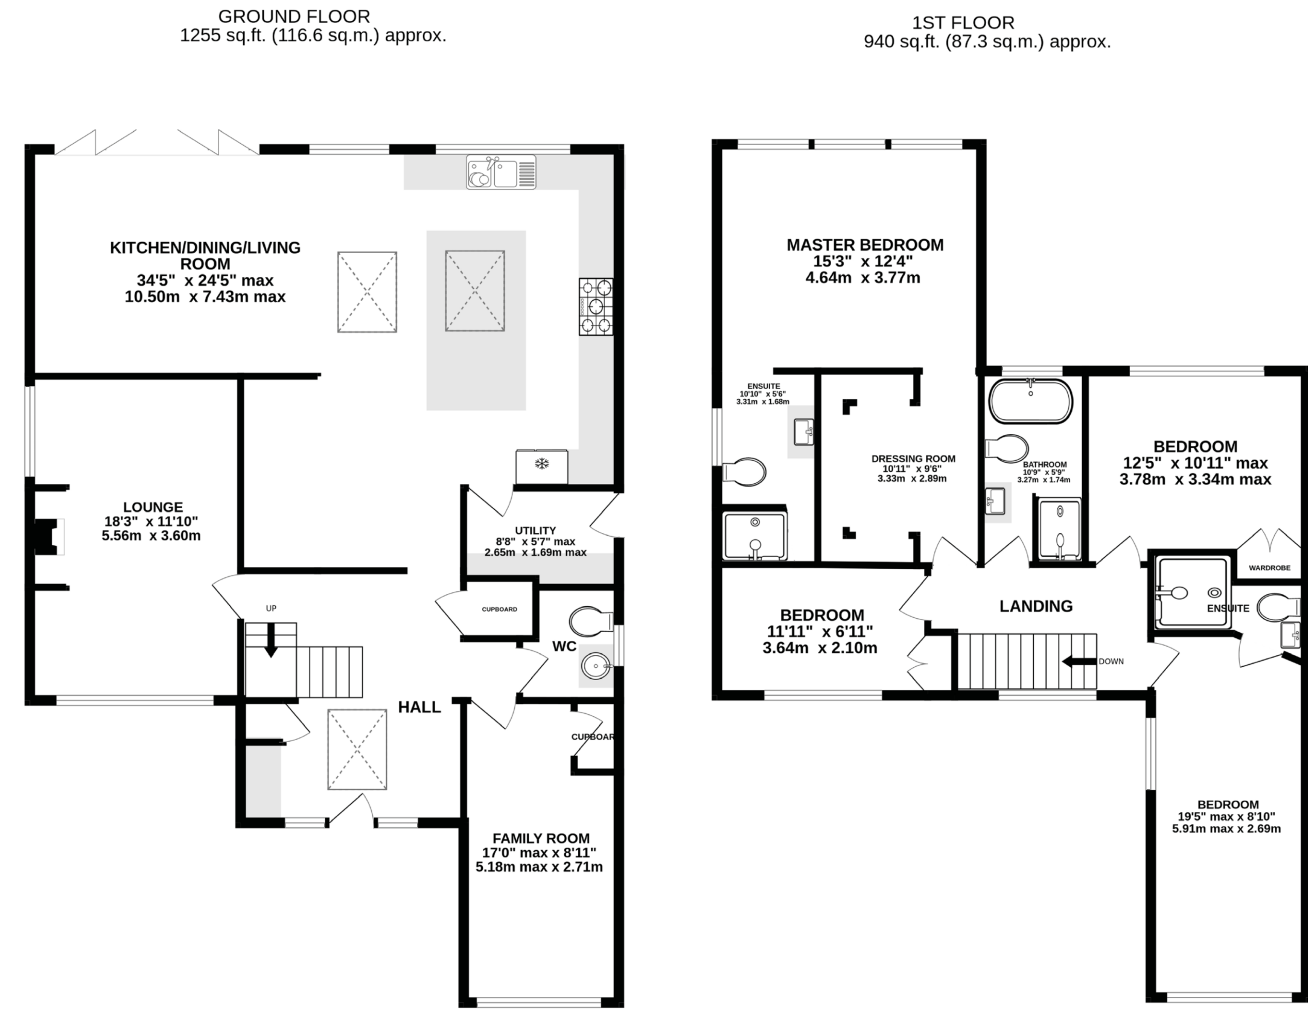 GROUND FLOOR
1255 sq.ft. (116.6 sq.m.) approx.
KITCHEN/DINING/LIVING
ROOM
34'5" x 24'5" max
10.50m x 7.43m max
LOUNGE
18'3" x 11'10"
5.56m x 3.60m
UTILITY
8'8" x 5'7" max
2.65m x 1.69m max
CUPBOARD
UP
WC
HALL
CUPBOAR
FAMILY ROOM
17'0" max x 8'11"
5.18m max x 2.71m
1ST FLOOR
940 sq.ft. (87.3 sq.m.) approx.
MASTER BEDROOM
15'3" x 12'4"
4.64m x 3.77m
ENSUITE
10'10" x 5'6"
3.31m x 1.68m
DRESSING ROOM
10'11" x 9'6"
3.33m x 2.89m
BATHROOM
10'9" x 5'9"
3.27m x 1.74m
BEDROOM
12'5" x 10'11" max
3.78m x 3.34m max
WARDROBE
BEDROOM
11'11" x 6'11"
3.64m x 2.10m
LANDING
ENSUITE
DOWN
BEDROOM
19'5" max x 8'10"
5.91m max x 2.69m